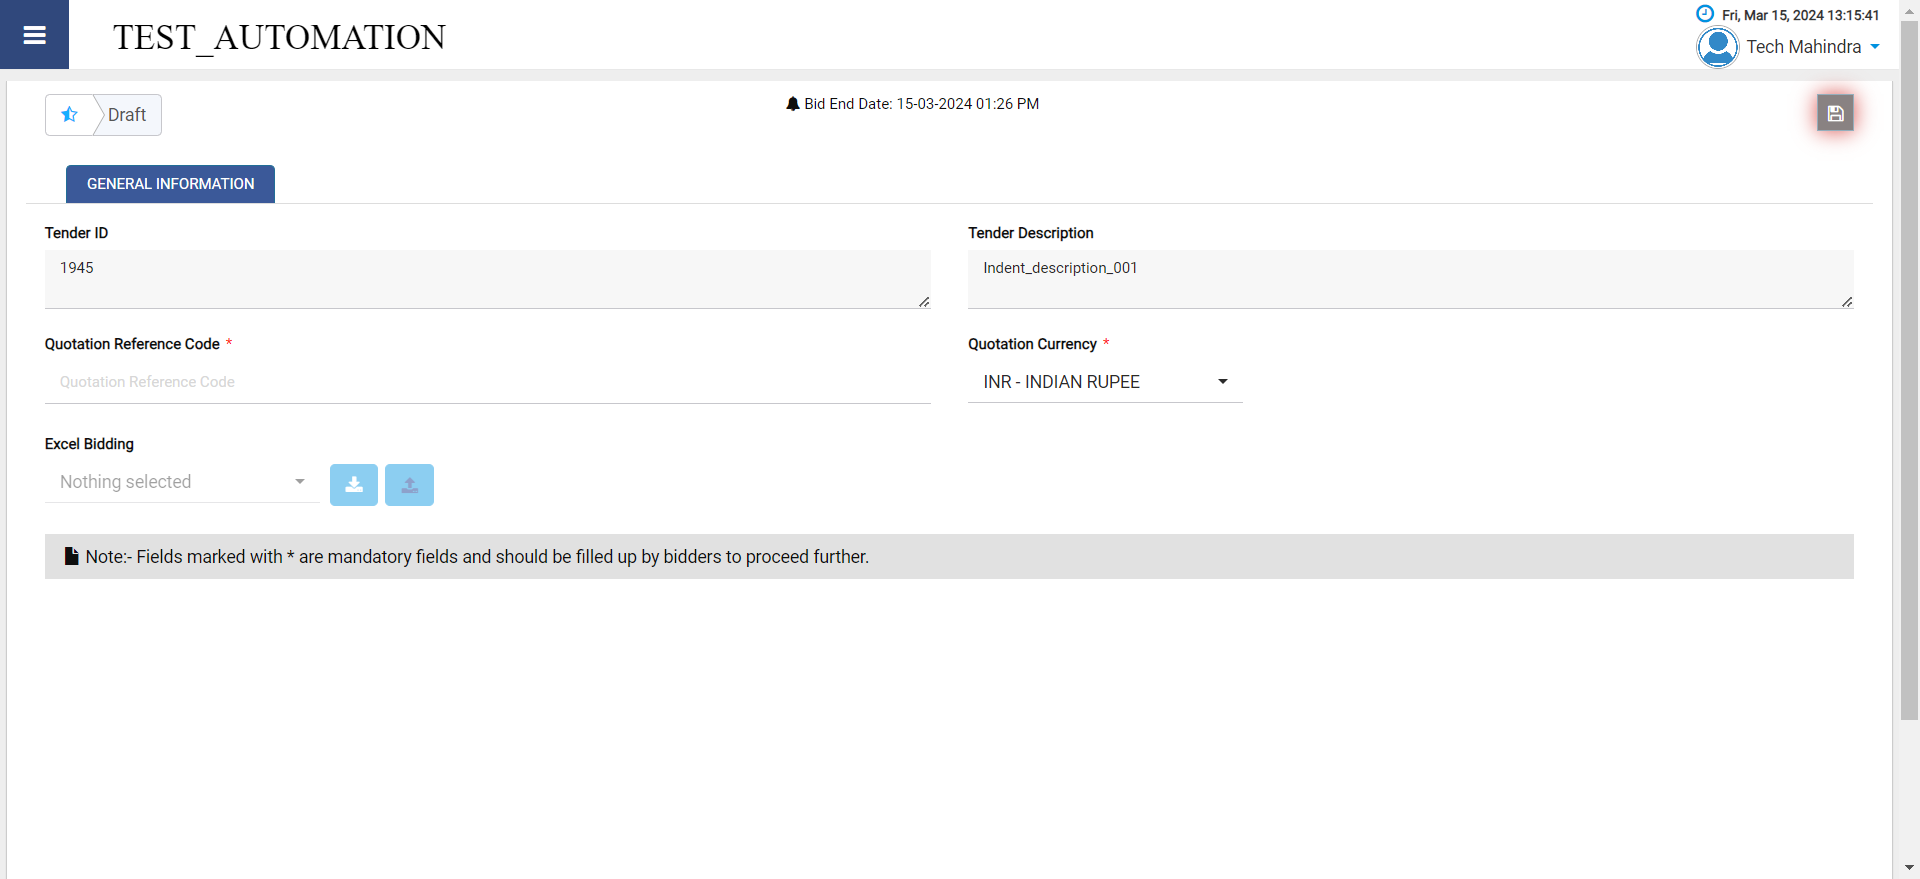 TEST_AUTOMATION
Fri, Mar 15, 2024 13:15:41
Tech Mahindra
Draft
Bid End Date: 15-03-2024 01:26 PM
GENERAL INFORMATION
Tender ID
Tender Description
1945
Indent_description_001
Quotation Reference Code *
Quotation Currency *
Quotation Reference Code
INR - INDIAN RUPEE
Excel Bidding
Nothing selected
Note:- Fields marked with * are mandatory fields and should be filled up by bidders to proceed further.